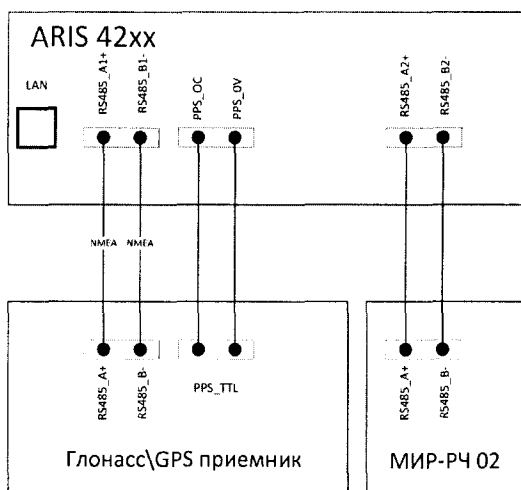 ARIS 42xx
LAN
RS485_A1+
RS485_B1-
PPS_OC
PPS_0V
RS485_A2+
RS485_B2-
NMEA
NMEA
RS485_A+
RS485_B-
PPS_TTL
RS485_A+
RS485_B-
Глонасс\GPS приемник
МИР-РЧ 02